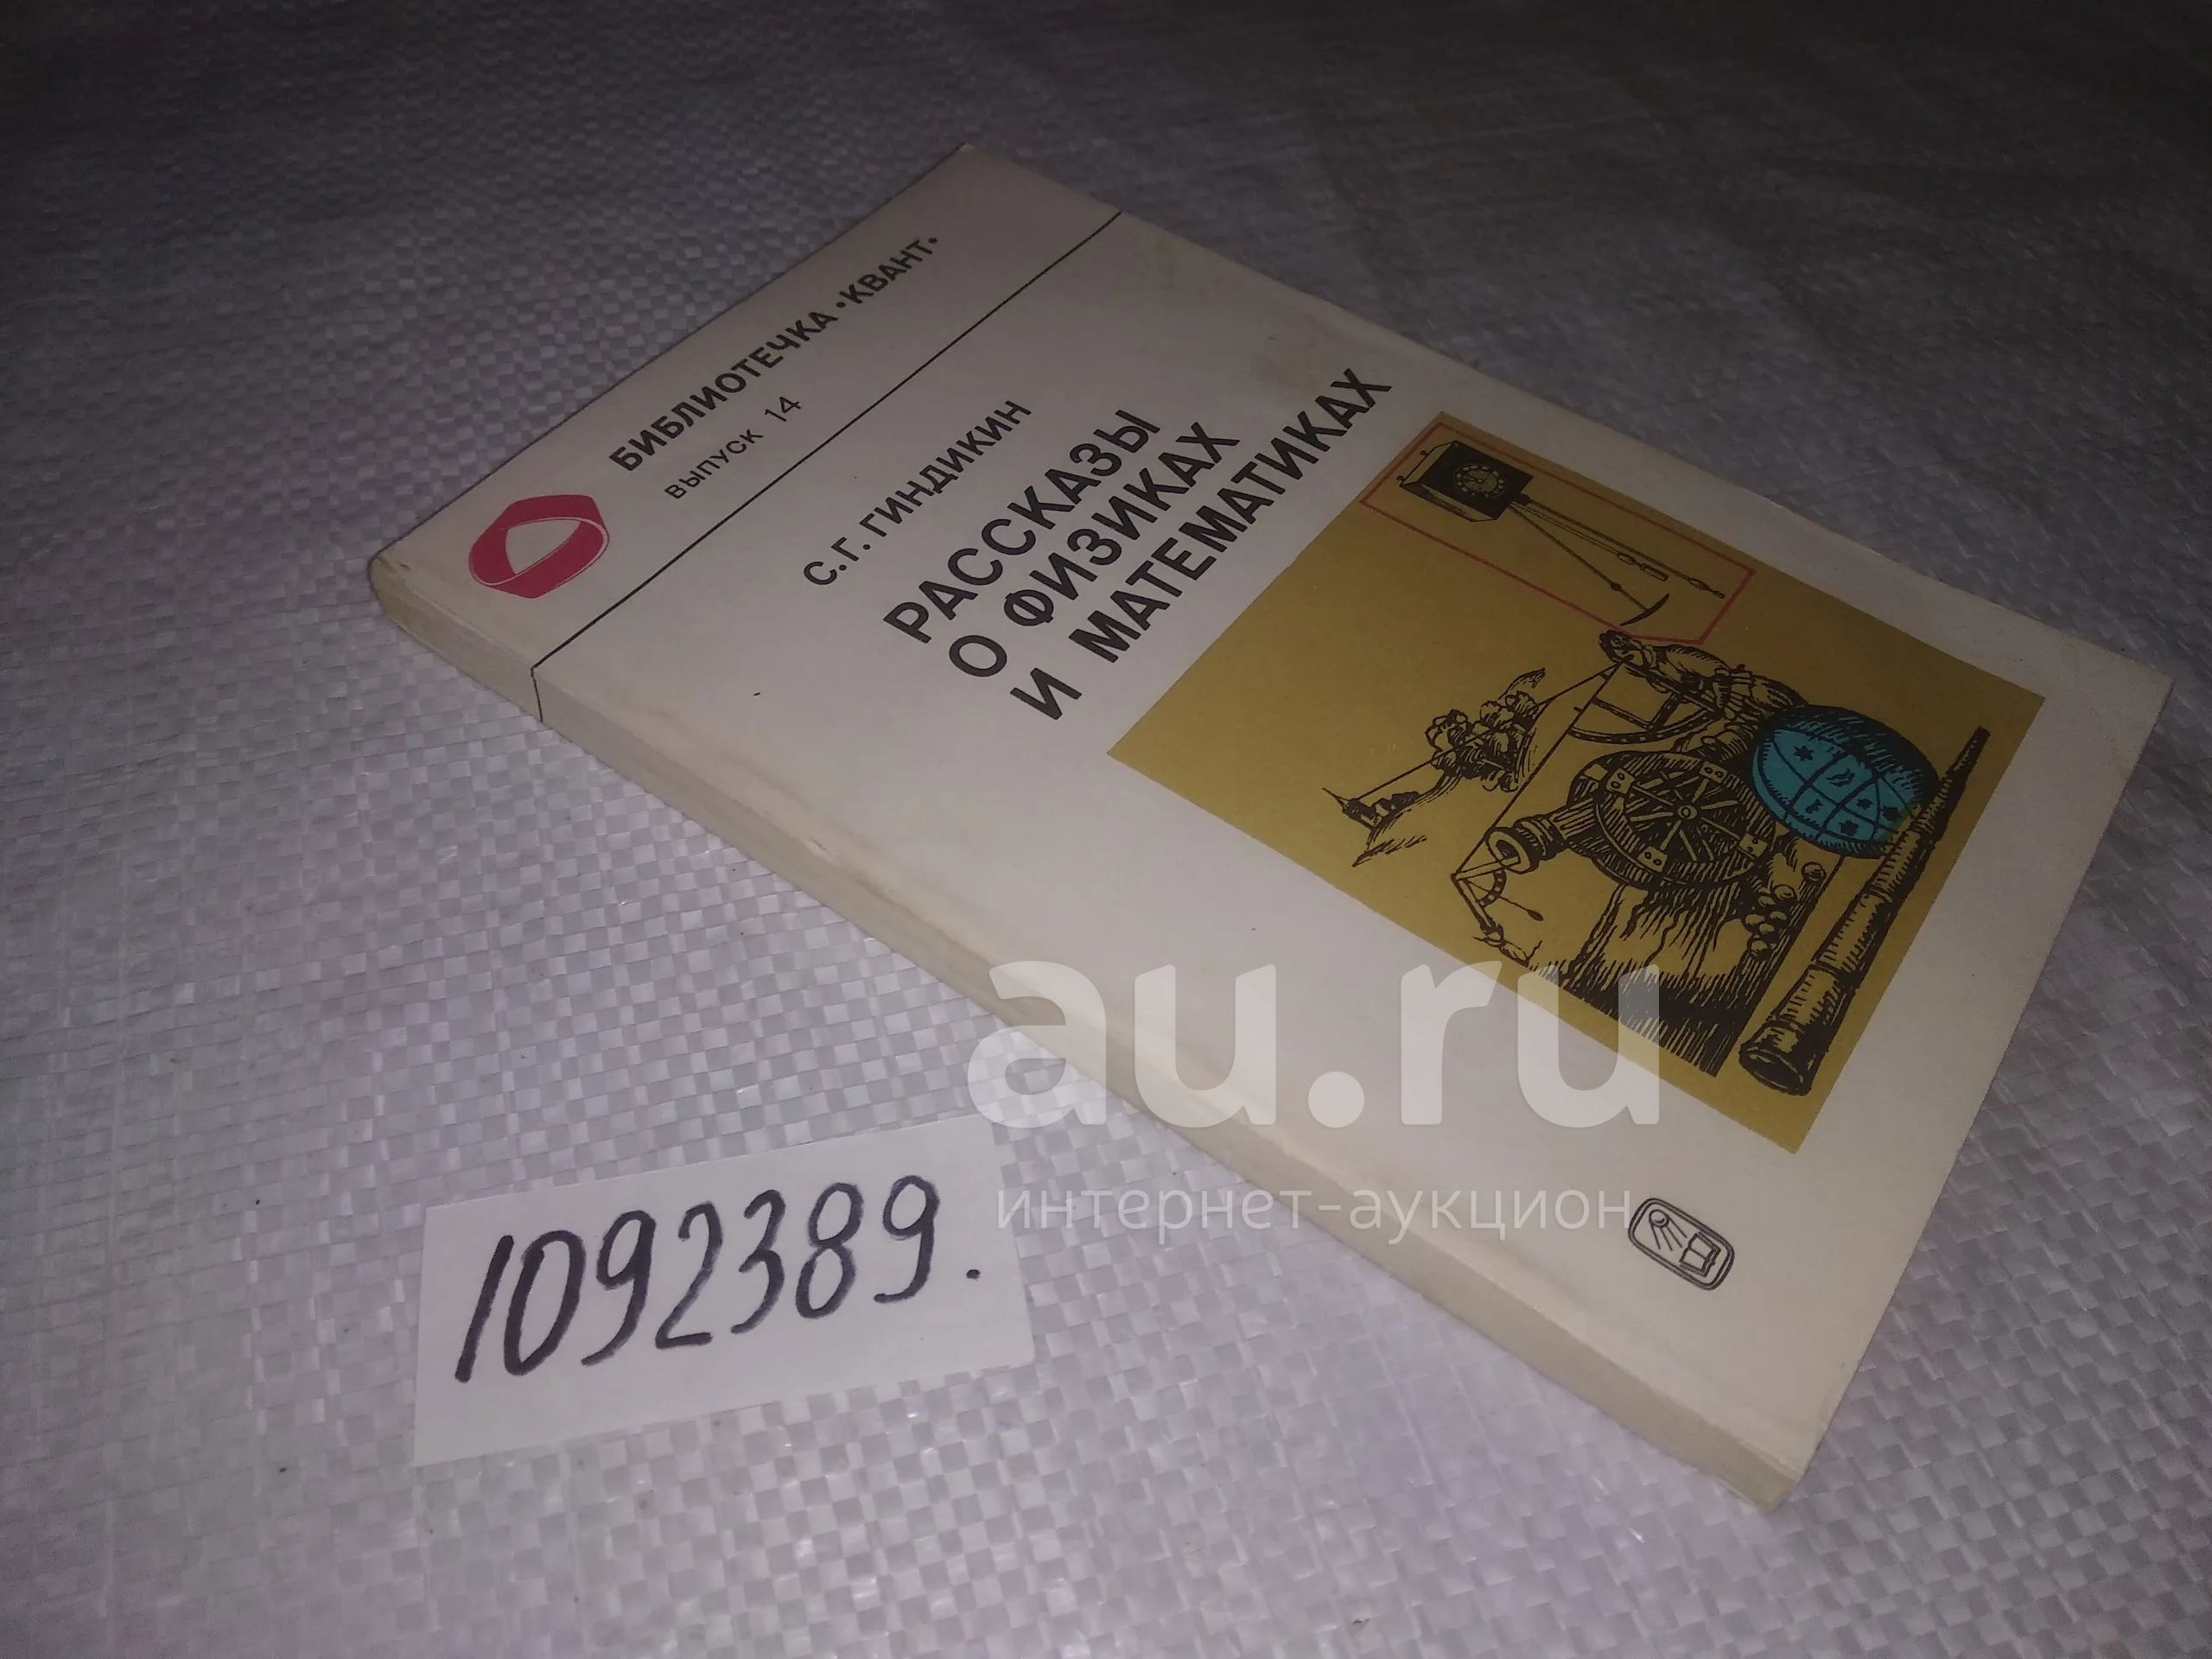 БИБЛИОТЕЧКА •КВАНТ•
ВЫПУСК 14
С.Г. ГИНДИКИН
РАССКАЗЫ
О ФИЗИКАХ
И МАТЕМАТИКАХ
au.ru
интернет-аукцион
1092389.